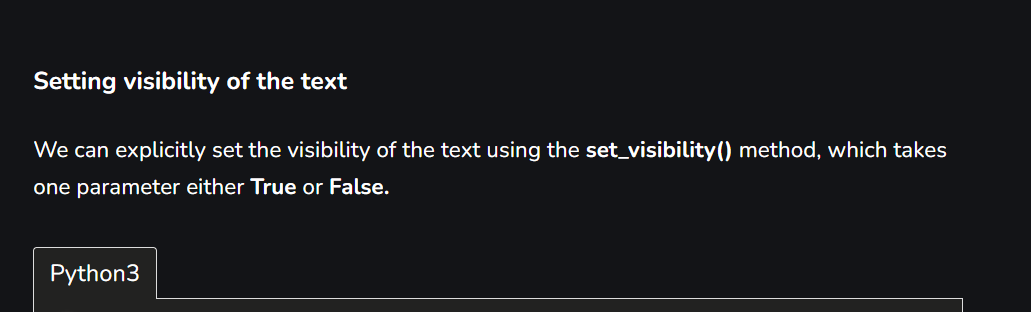 Setting visibility of the text
We can explicitly set the visibility of the text using the set_visibility() method, which takes
one parameter either True or False.
Python3